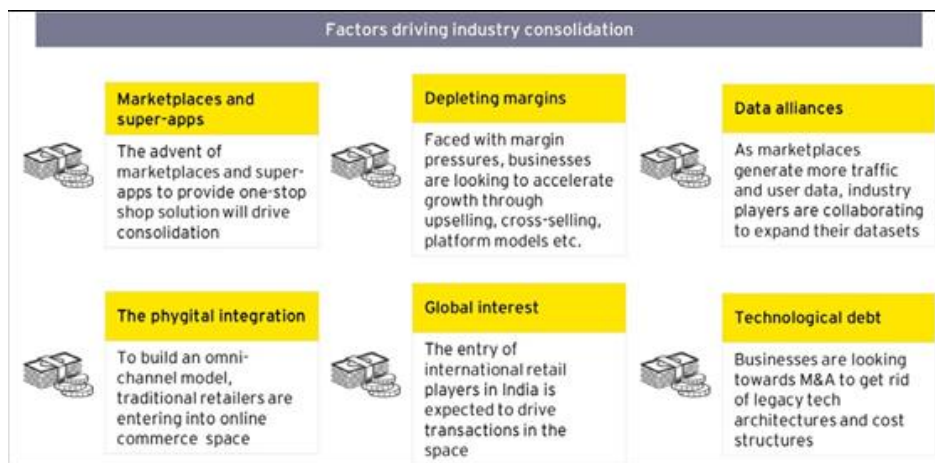 Factors driving industry consolidation
Marketplaces and
super-apps
The advent of
marketplaces and super-
apps to provide one-stop
shop solution will drive
consolidation
Depleting margins
Faced with margin
pressures, businesses
are looking to accelerate
growth through
upselling, cross-selling,
platform models etc.
Data alliances
As marketplaces
generate more traffic
and user data, industry
players are collaborating
to expand their datasets
The phygital integration
To build an omni-
channel model,
traditional retailers are
entering into online
commerce space
Global interest
The entry of
international retail
players in India is
expected to drive
transactions in the
space
Technological debt
Businesses are looking
towards M&A to get rid
of legacy tech
architectures and cost
structures